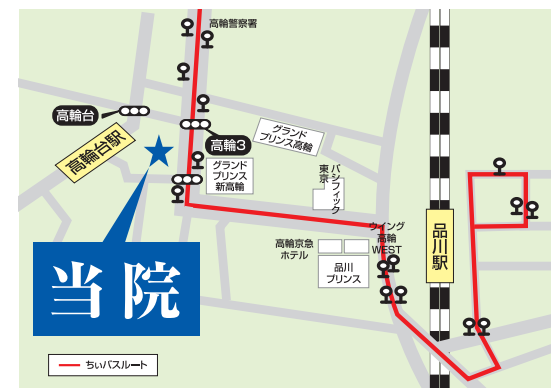 高輪警察署
高輪台
高輪3
グランド
プリンス高輪
高輪台駅
グランド
プリンス
新高輪
東京
パシフィック
ウイング
高輪
WEST
高輪京急
ホテル
品川
プリンス
品川駅
当院
ちぃバスルート